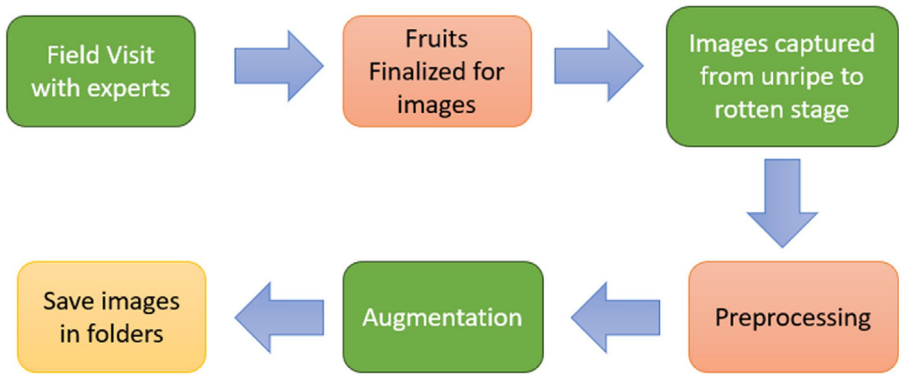 Field Visit
with experts
Fruits
Finalized for
images
Images captured
from unripe to
rotten stage
Preprocessing
Augmentation
Save images
in folders